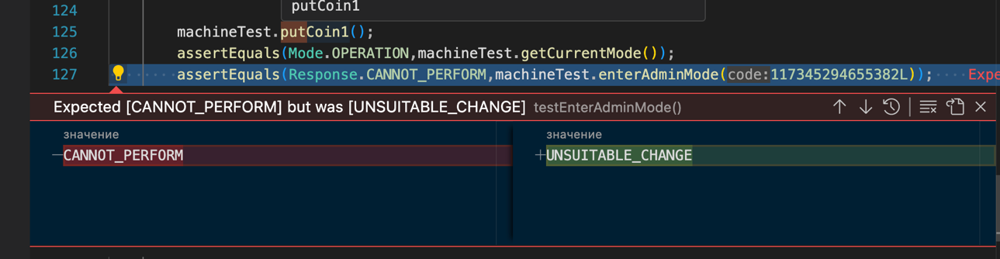 putCoin1
124
125 machineTest.putCoin1();
126 assertEquals(Mode.OPERATION,machineTest.getCurrentMode());
127 assertEquals(Response.CANNOT_PERFORM,machineTest.enterAdminMode(code:117345294655382L)); Expe
Expected [CANNOT_PERFORM] but was [UNSUITABLE_CHANGE] testEnterAdminMode()
значение значение
—CANNOT_PERFORM +UNSUITABLE_CHANGE